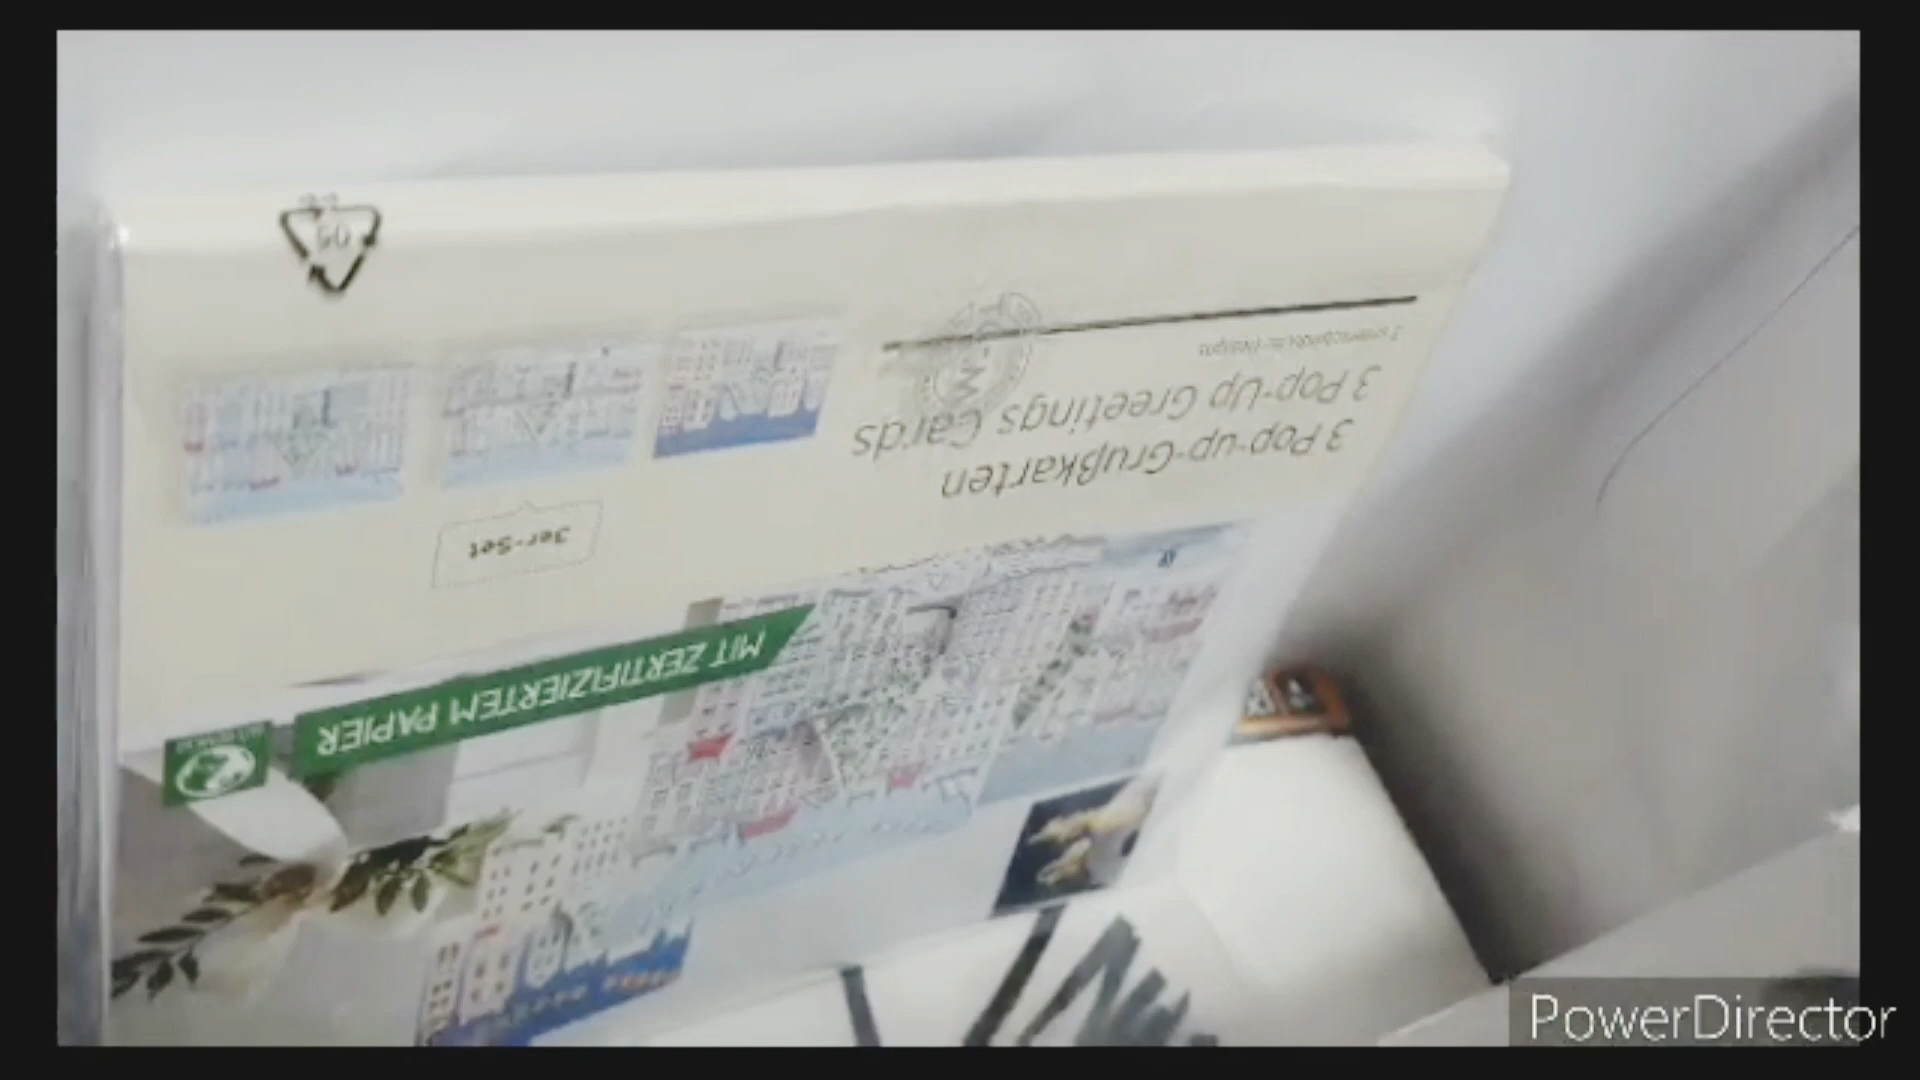 05
3 Pop-up-Grußkarten
3 Pop-Up Greetings Cards
3er-Set
MIT ZERTIFIZIERTEM PAPIER
PowerDirector